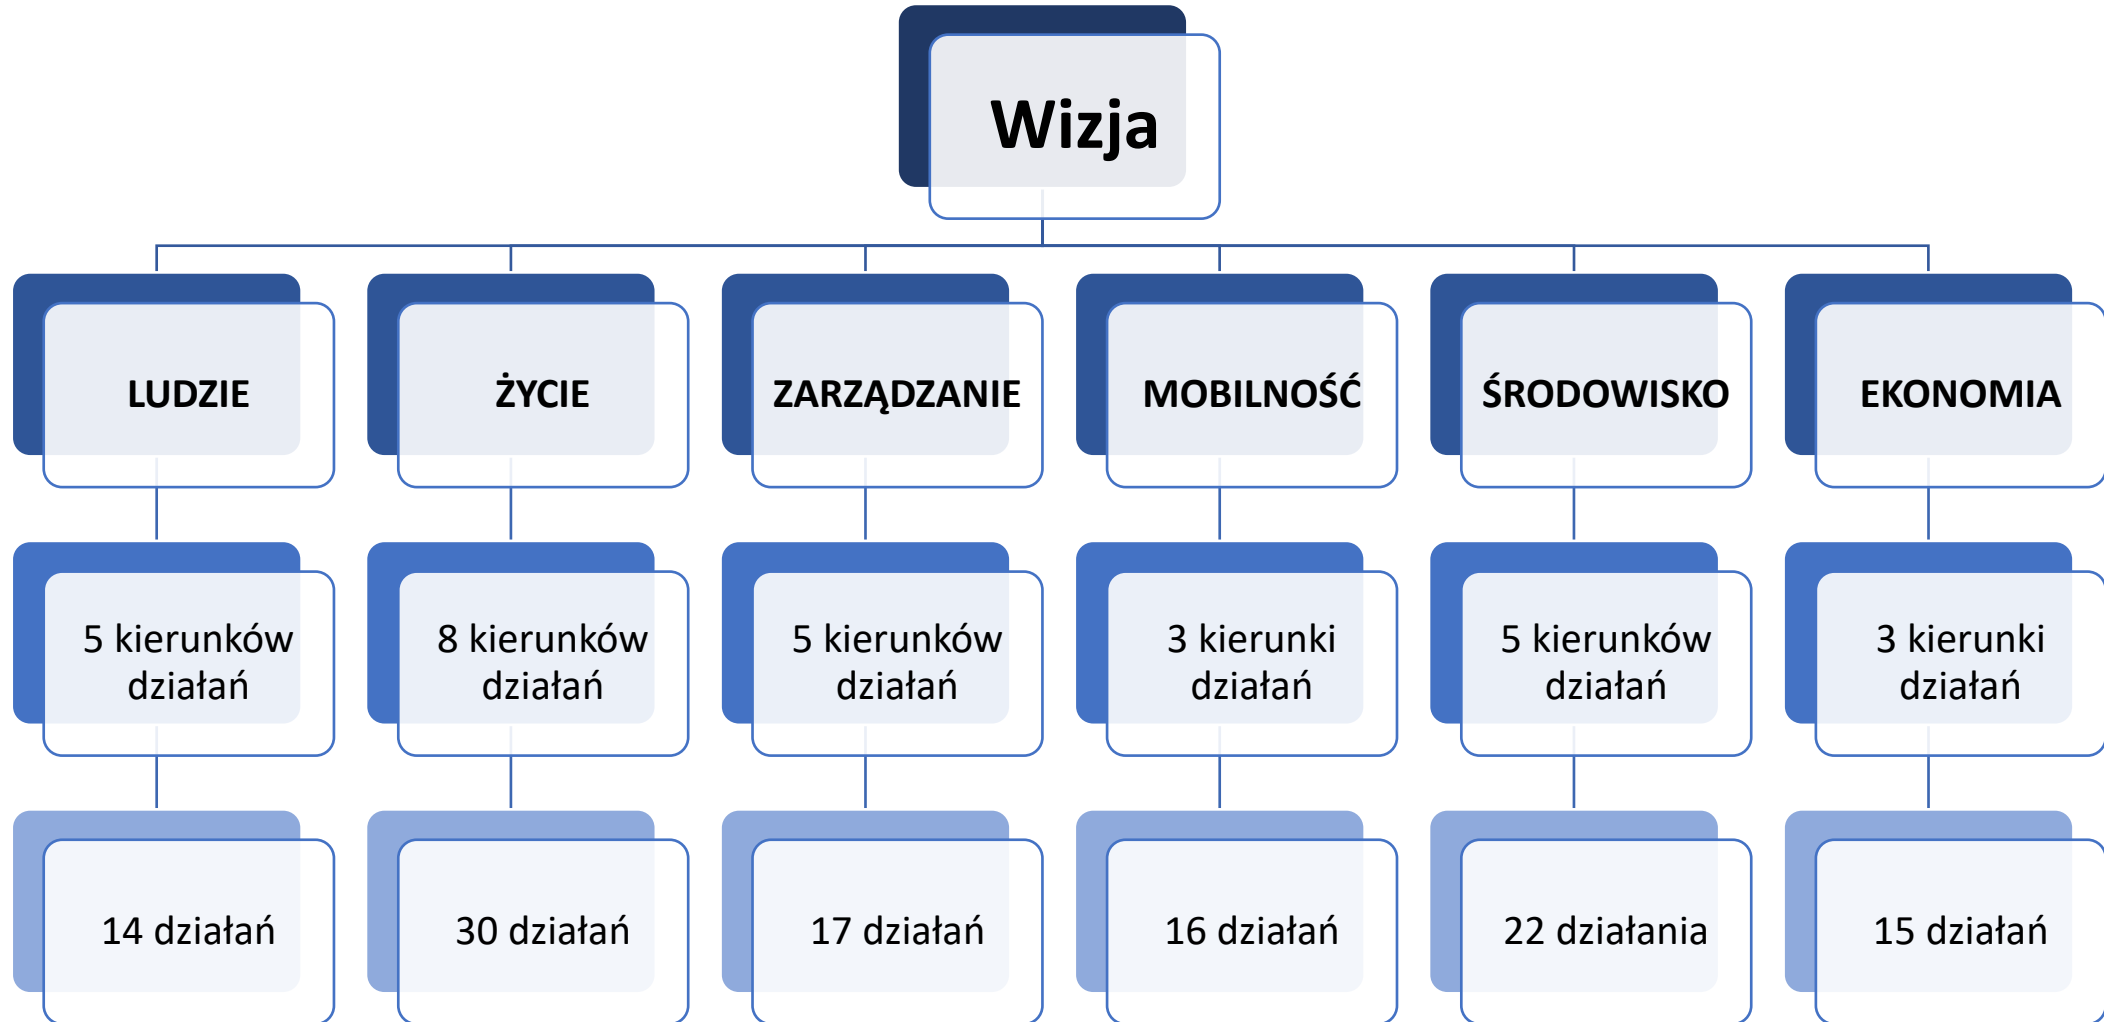 Wizja
LUDZIE
ŻYCIE
ZARZĄDZANIE
MOBILNOŚĆ
ŚRODOWISKO
EKONOMIA
5 kierunków
działań
8 kierunków
działań
5 kierunków
działań
3 kierunki
działań
5 kierunków
działań
3 kierunki
działań
14 działań
30 działań
17 działań
16 działań
22 działania
15 działań